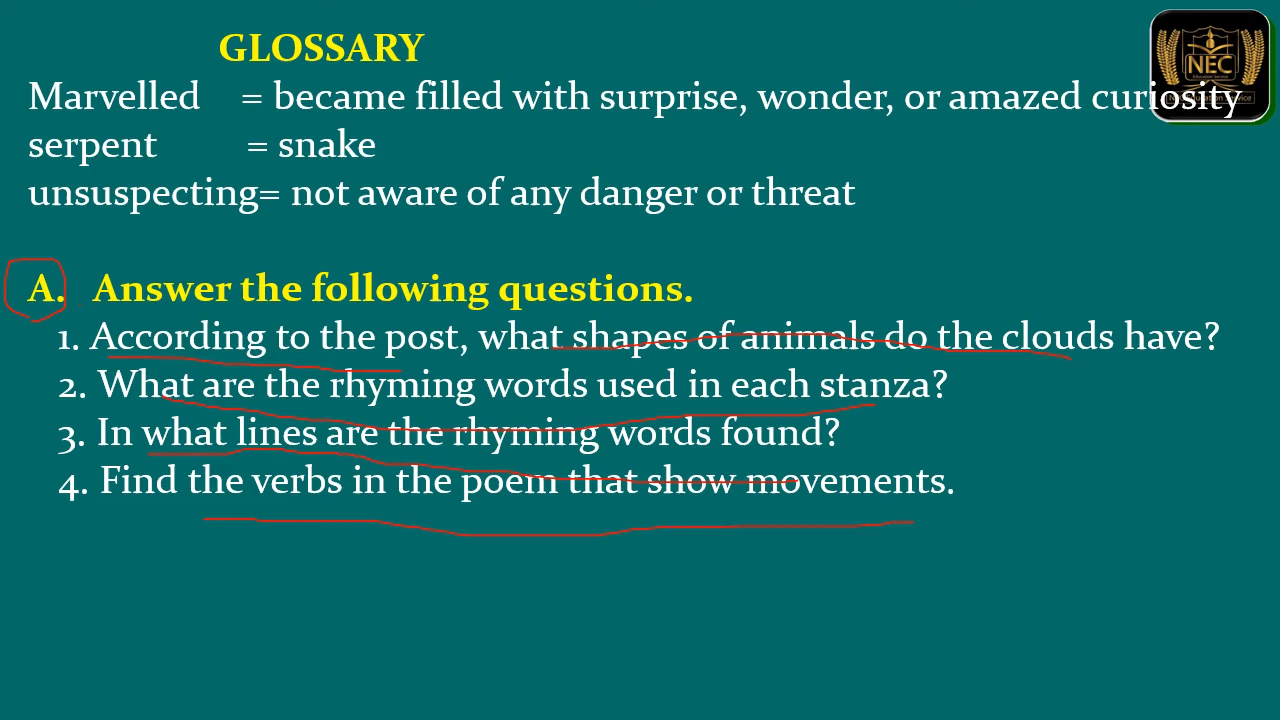 GLOSSARY
Marvelled = became filled with surprise, wonder, or amazed curiosity
serpent = snake
unsuspecting= not aware of any danger or threat
A. Answer the following questions.
1. According to the post, what shapes of animals do the clouds have?
2. What are the rhyming words used in each stanza?
3. In what lines are the rhyming words found?
4. Find the verbs in the poem that show movements.
NEC
Education Service